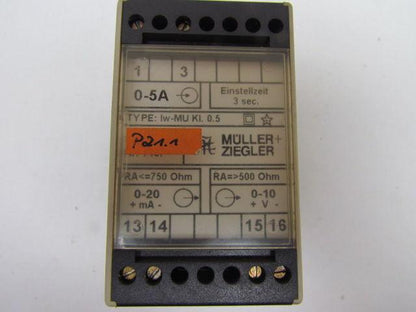 1 3
0-5A Einstellzeit
3 sec.
TYPE: Iw-MU Kl. 0.5
P21.1 MÜLLER+
ZIEGLER
RA<=750 Ohm RA=>500 Ohm
0-20 0-10
+ mA - + V -
13 14 15 16